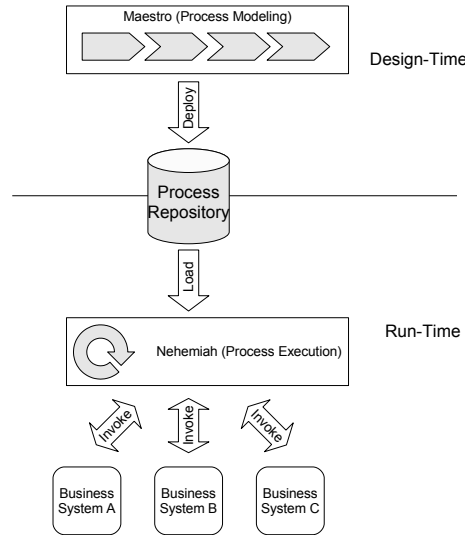 Maestro (Process Modeling)
Design-Time
Deploy
Process
Repository
Load
Run-Time
Nehemiah (Process Execution)
Invoke
Invoke
Invoke
Business
System A
Business
System B
Business
System C